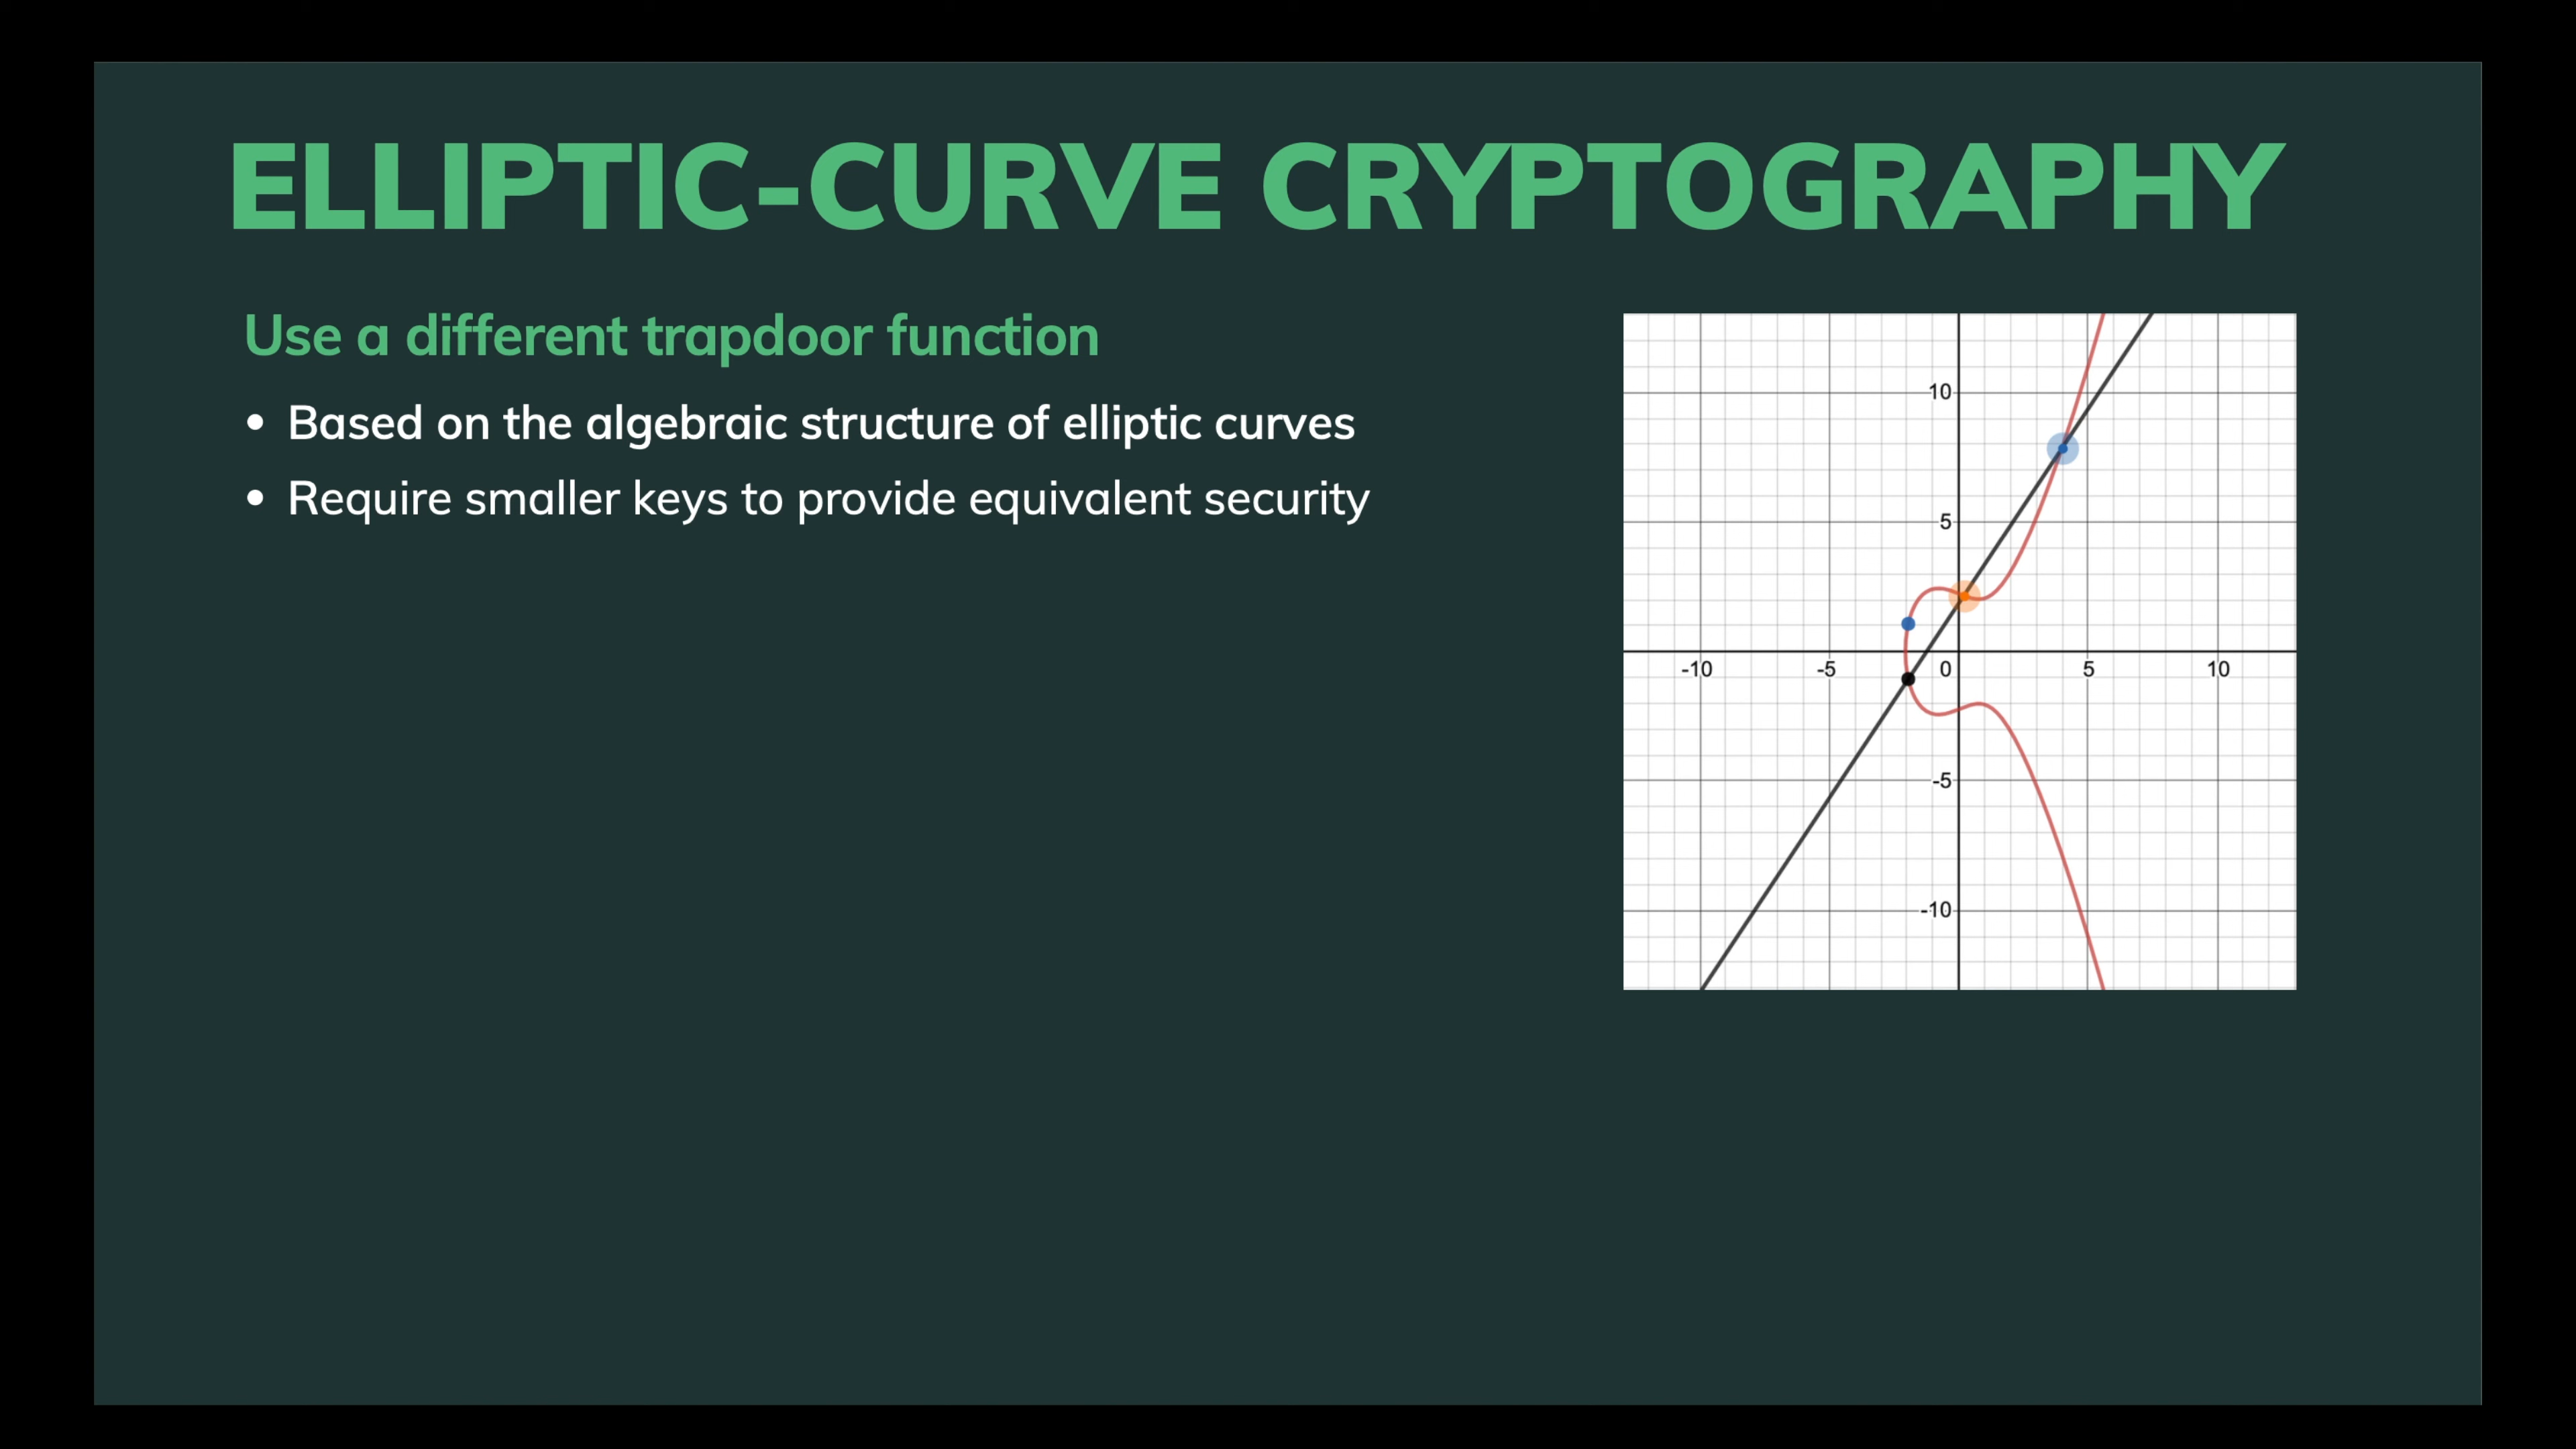 ELLIPTIC-CURVE CRYPTOGRAPHY
Use a different trapdoor function
• Based on the algebraic structure of elliptic curves
• Require smaller keys to provide equivalent security
10
5
-10 -5 0 5 10
-5
-10